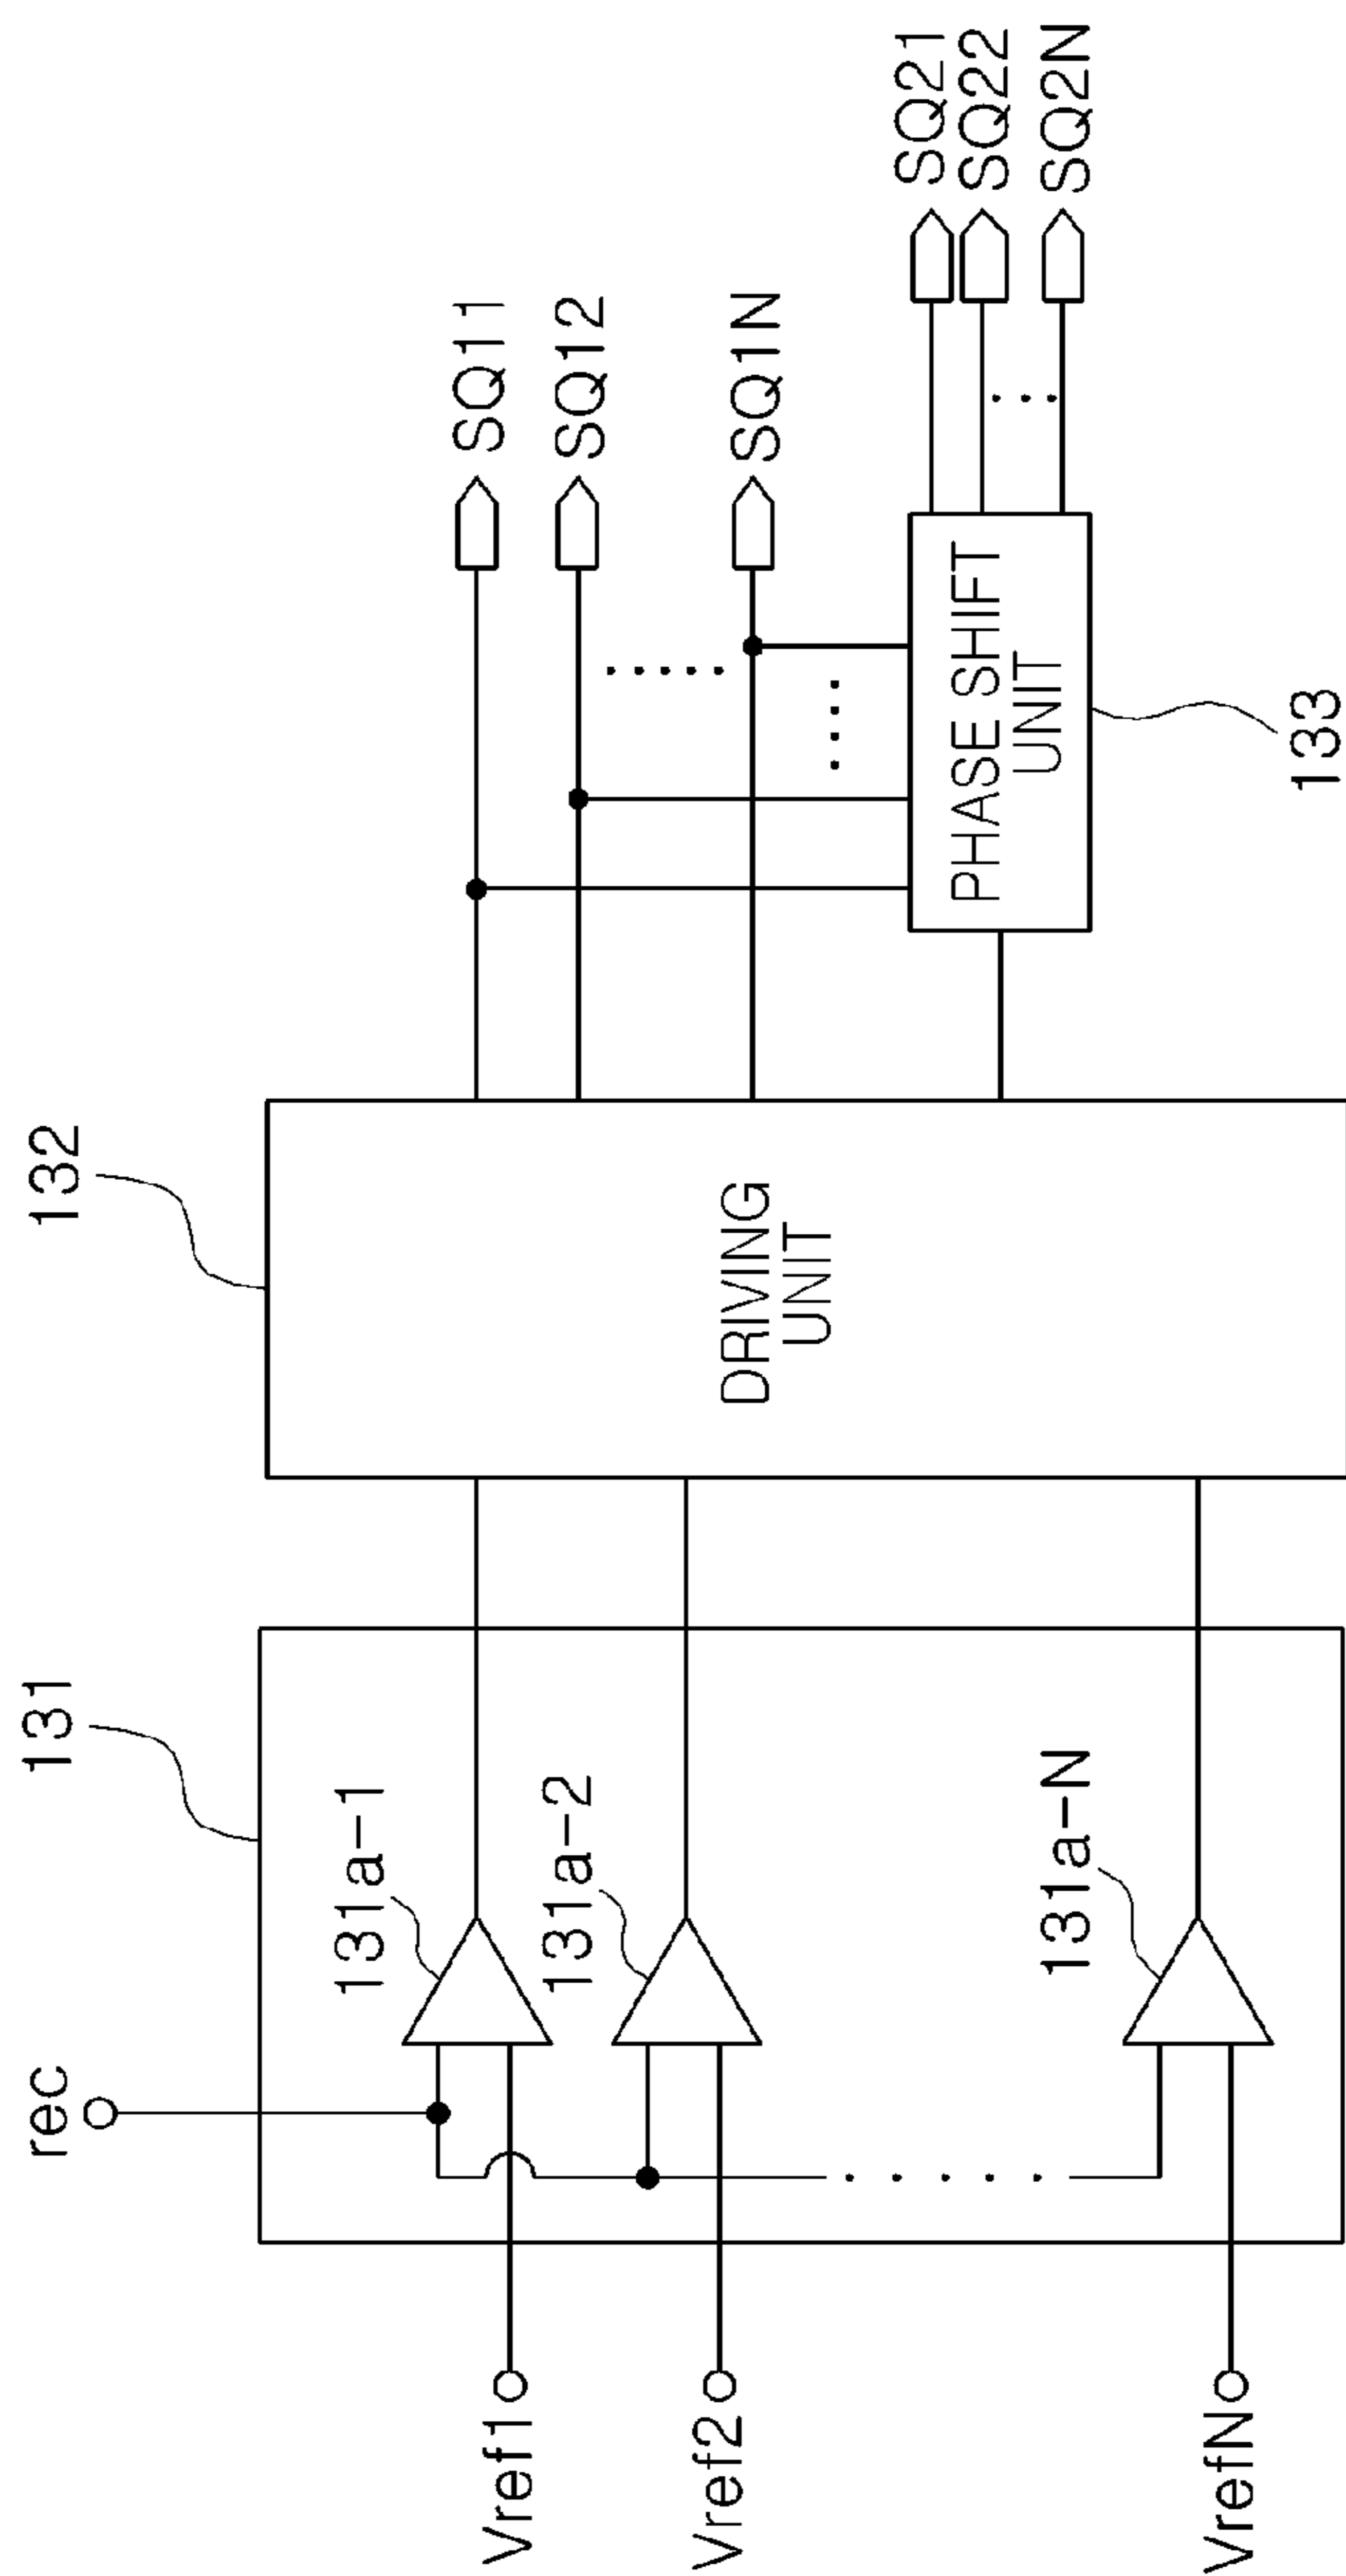 rec
131
132
131a-1
131a-2
131a-N
Vref1
Vref2
VrefN
DRIVING
UNIT
SQ11
SQ12
SQ1N
PHASE SHIFT
UNIT
133
SQ21
SQ22
SQ2N